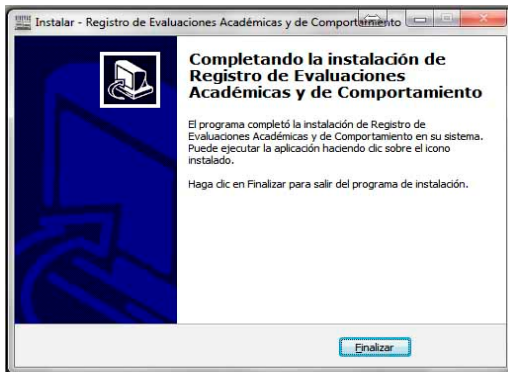 Instalar - Registro de Evaluaciones Académicas y de Comportamiento
Completando la instalación de
Registro de Evaluaciones
Académicas y de Comportamiento
El programa completó la instalación de Registro de
Evaluaciones Académicas y de Comportamiento en su sistema.
Puede ejecutar la aplicación haciendo clic sobre el icono
instalado.
Haga clic en Finalizar para salir del programa de instalación.
Finalizar